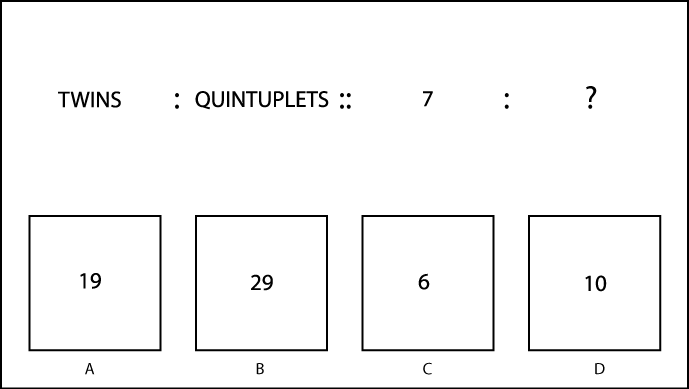 TWINS : QUINTUPLETS :: 7 : ?
19 29 6 10
A B C D